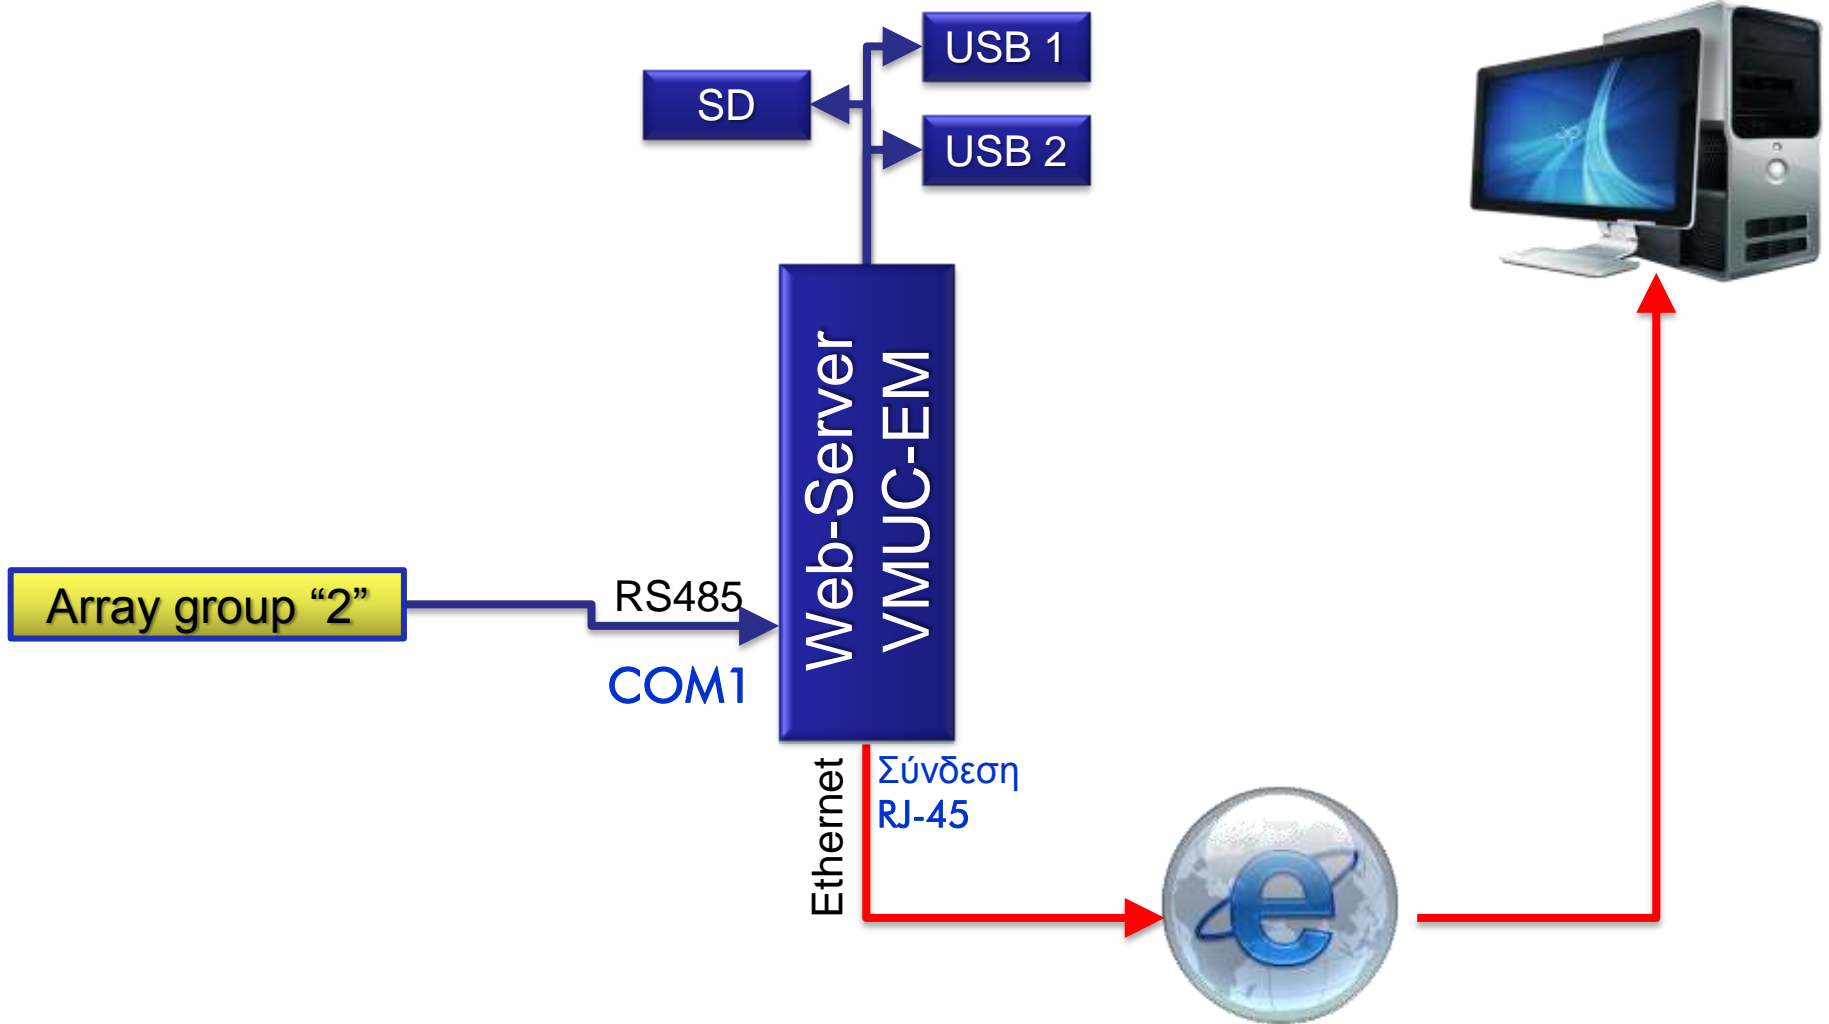 USB 1
SD
USB 2
Web-Server
VMUC-EM
Array group “2”
RS485
COM1
Ethernet
Σύνδεση
RJ-45
e